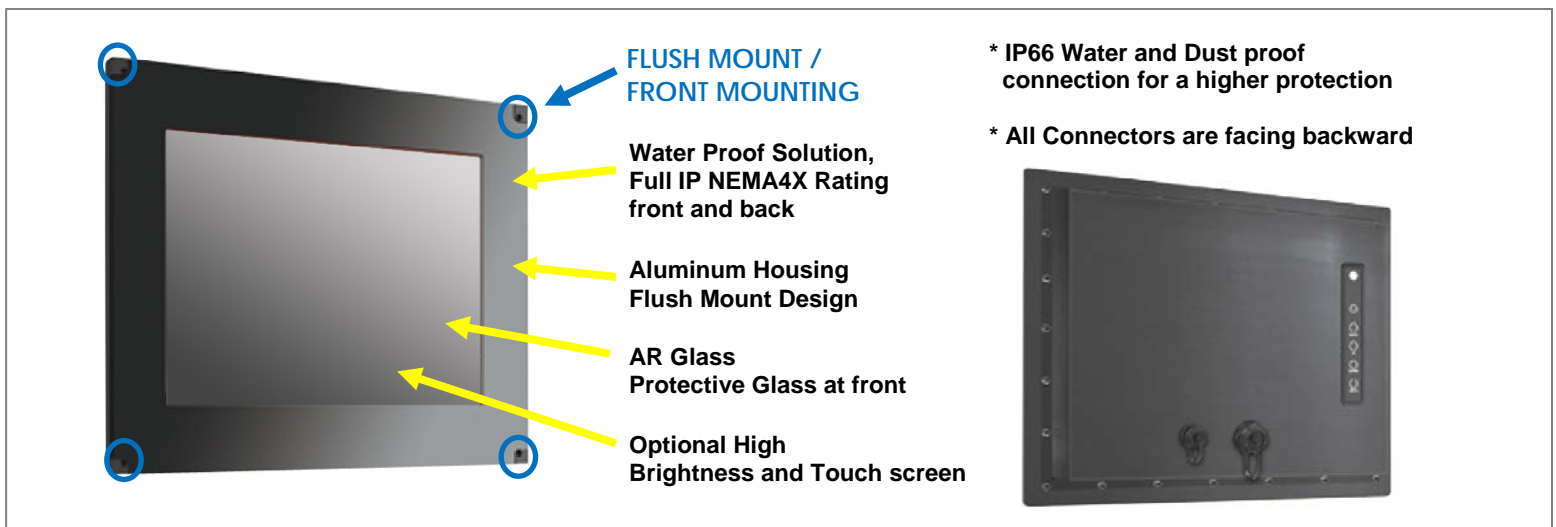 FLUSH MOUNT /
FRONT MOUNTING
Water Proof Solution,
Full IP NEMA4X Rating
front and back
Aluminum Housing
Flush Mount Design
AR Glass
Protective Glass at front
Optional High
Brightness and Touch screen
* IP66 Water and Dust proof
connection for a higher protection
* All Connectors are facing backward